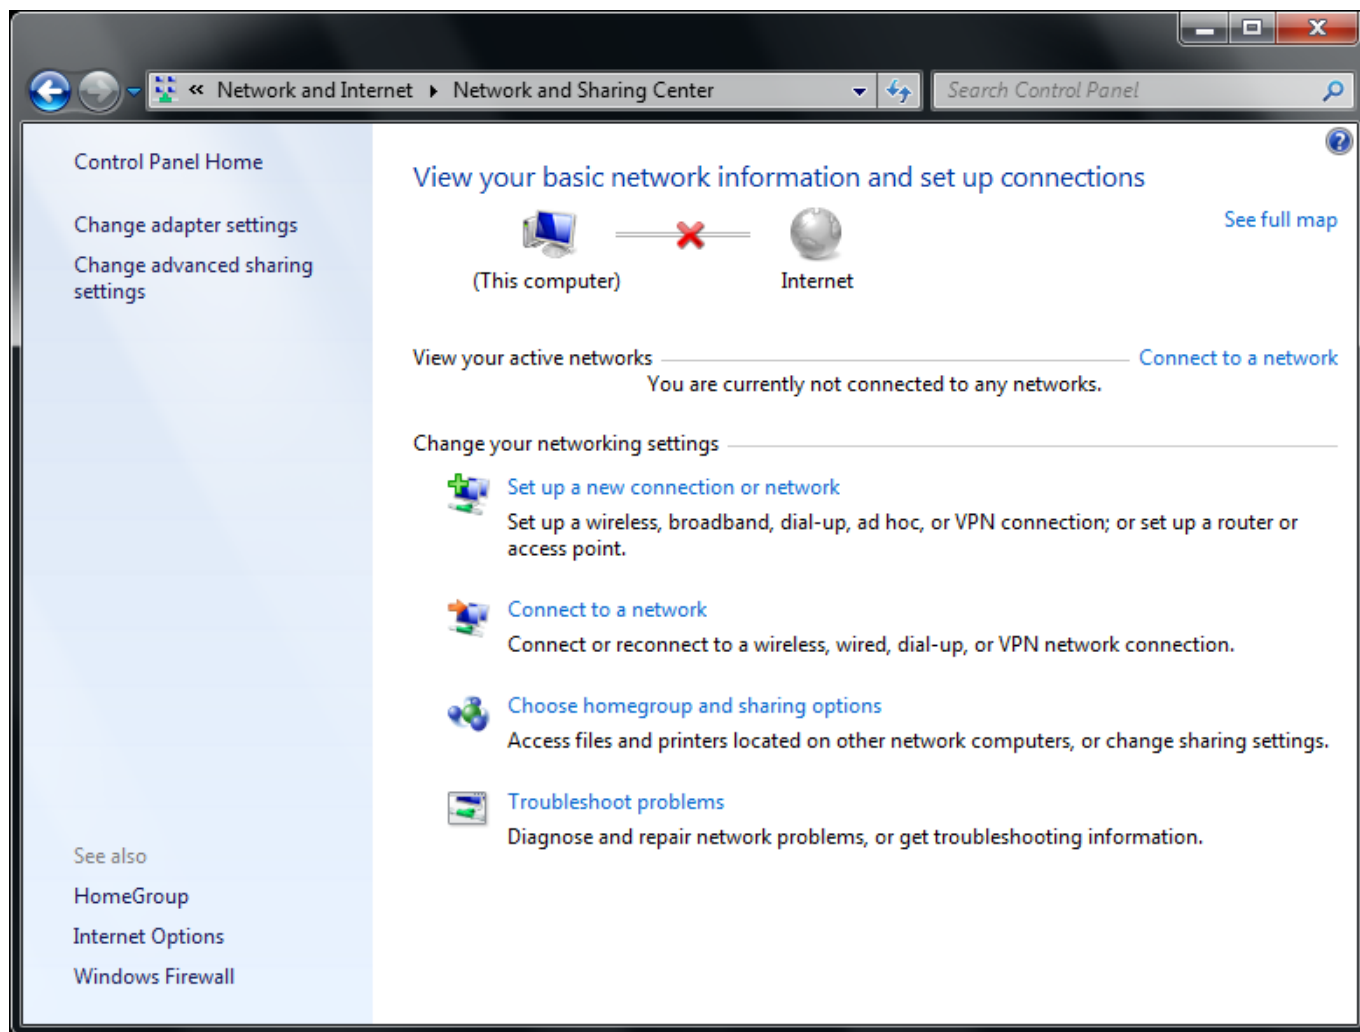 « Network and Internet ▸ Network and Sharing Center
Search Control Panel
Control Panel Home
Change adapter settings
Change advanced sharing
settings
See also
HomeGroup
Internet Options
Windows Firewall
View your basic network information and set up connections
See full map
(This computer)
Internet
View your active networks
Connect to a network
You are currently not connected to any networks.
Change your networking settings
Set up a new connection or network
Set up a wireless, broadband, dial-up, ad hoc, or VPN connection; or set up a router or
access point.
Connect to a network
Connect or reconnect to a wireless, wired, dial-up, or VPN network connection.
Choose homegroup and sharing options
Access files and printers located on other network computers, or change sharing settings.
Troubleshoot problems
Diagnose and repair network problems, or get troubleshooting information.